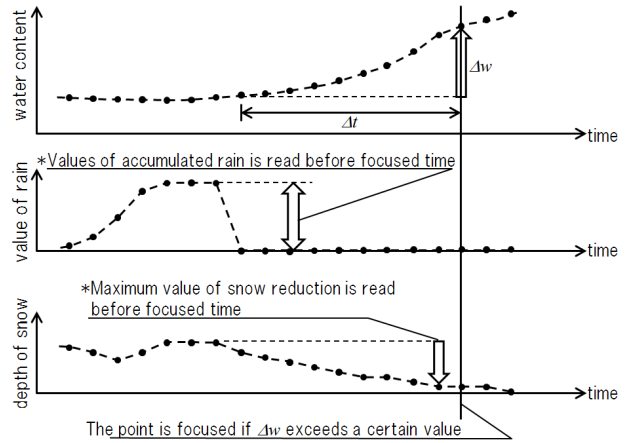 water content
Δw
Δt
time
*Values of accumulated rain is read before focused time
value of rain
time
*Maximum value of snow reduction is read
before focused time
depth of snow
time
The point is focused if Δw exceeds a certain value